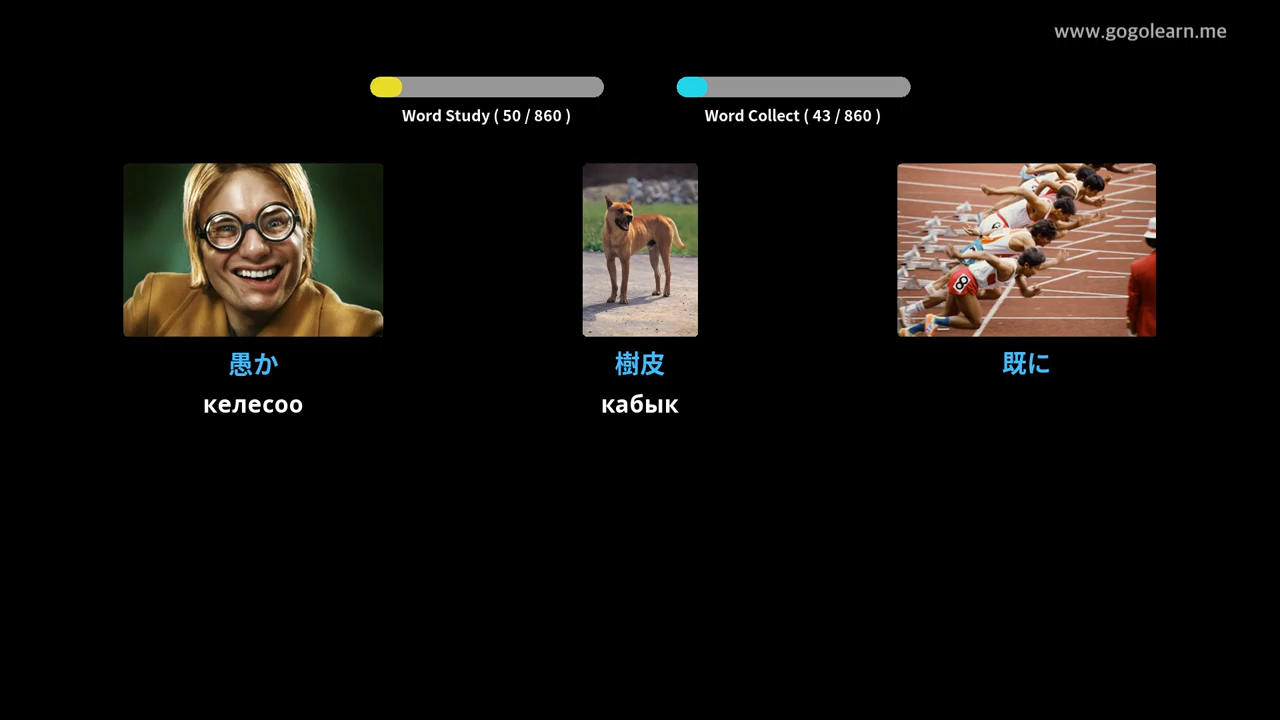 www.gogolearn.me
Word Study ( 50 / 860 )
Word Collect ( 43 / 860 )
愚か
樹皮
既に
келесоо
кабык
8